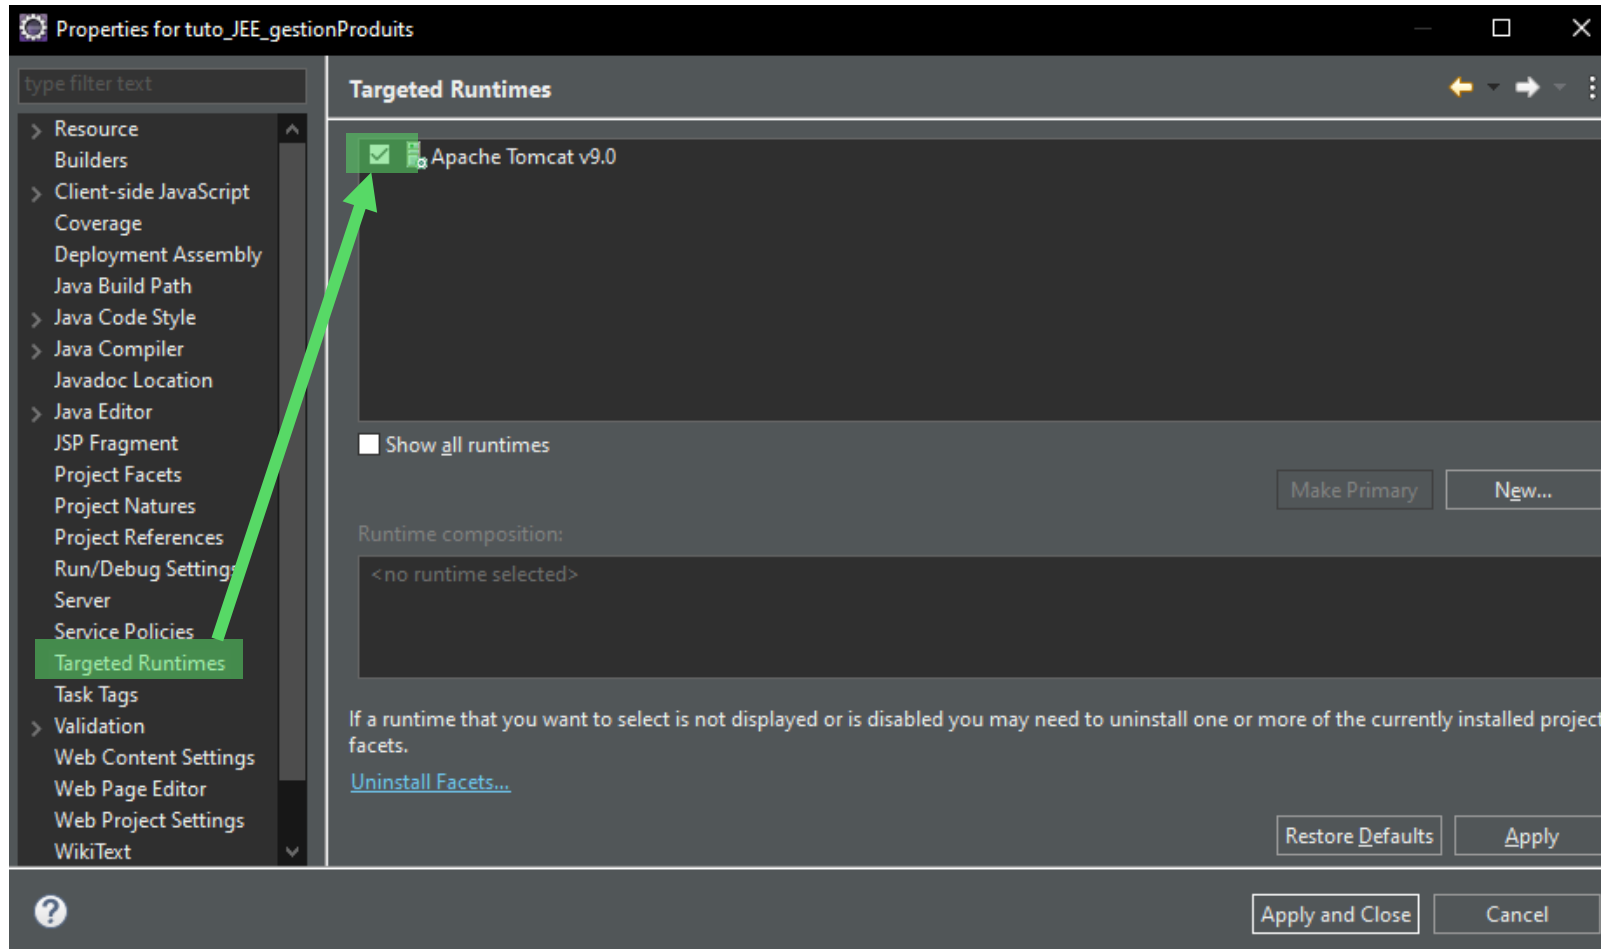 Properties for tuto_JEE_gestionProduits
type filter text
Resource
Builders
Client-side JavaScript
Coverage
Deployment Assembly
Java Build Path
Java Code Style
Java Compiler
Javadoc Location
Java Editor
JSP Fragment
Project Facets
Project Natures
Project References
Run/Debug Settings
Server
Service Policies
Targeted Runtimes
Task Tags
Validation
Web Content Settings
Web Page Editor
Web Project Settings
WikiText
Targeted Runtimes
Apache Tomcat v9.0
Show all runtimes
Make Primary
New...
Runtime composition:
<no runtime selected>
If a runtime that you want to select is not displayed or is disabled you may need to uninstall one or more of the currently installed project
facets.
Uninstall Facets...
Restore Defaults
Apply
?
Apply and Close
Cancel